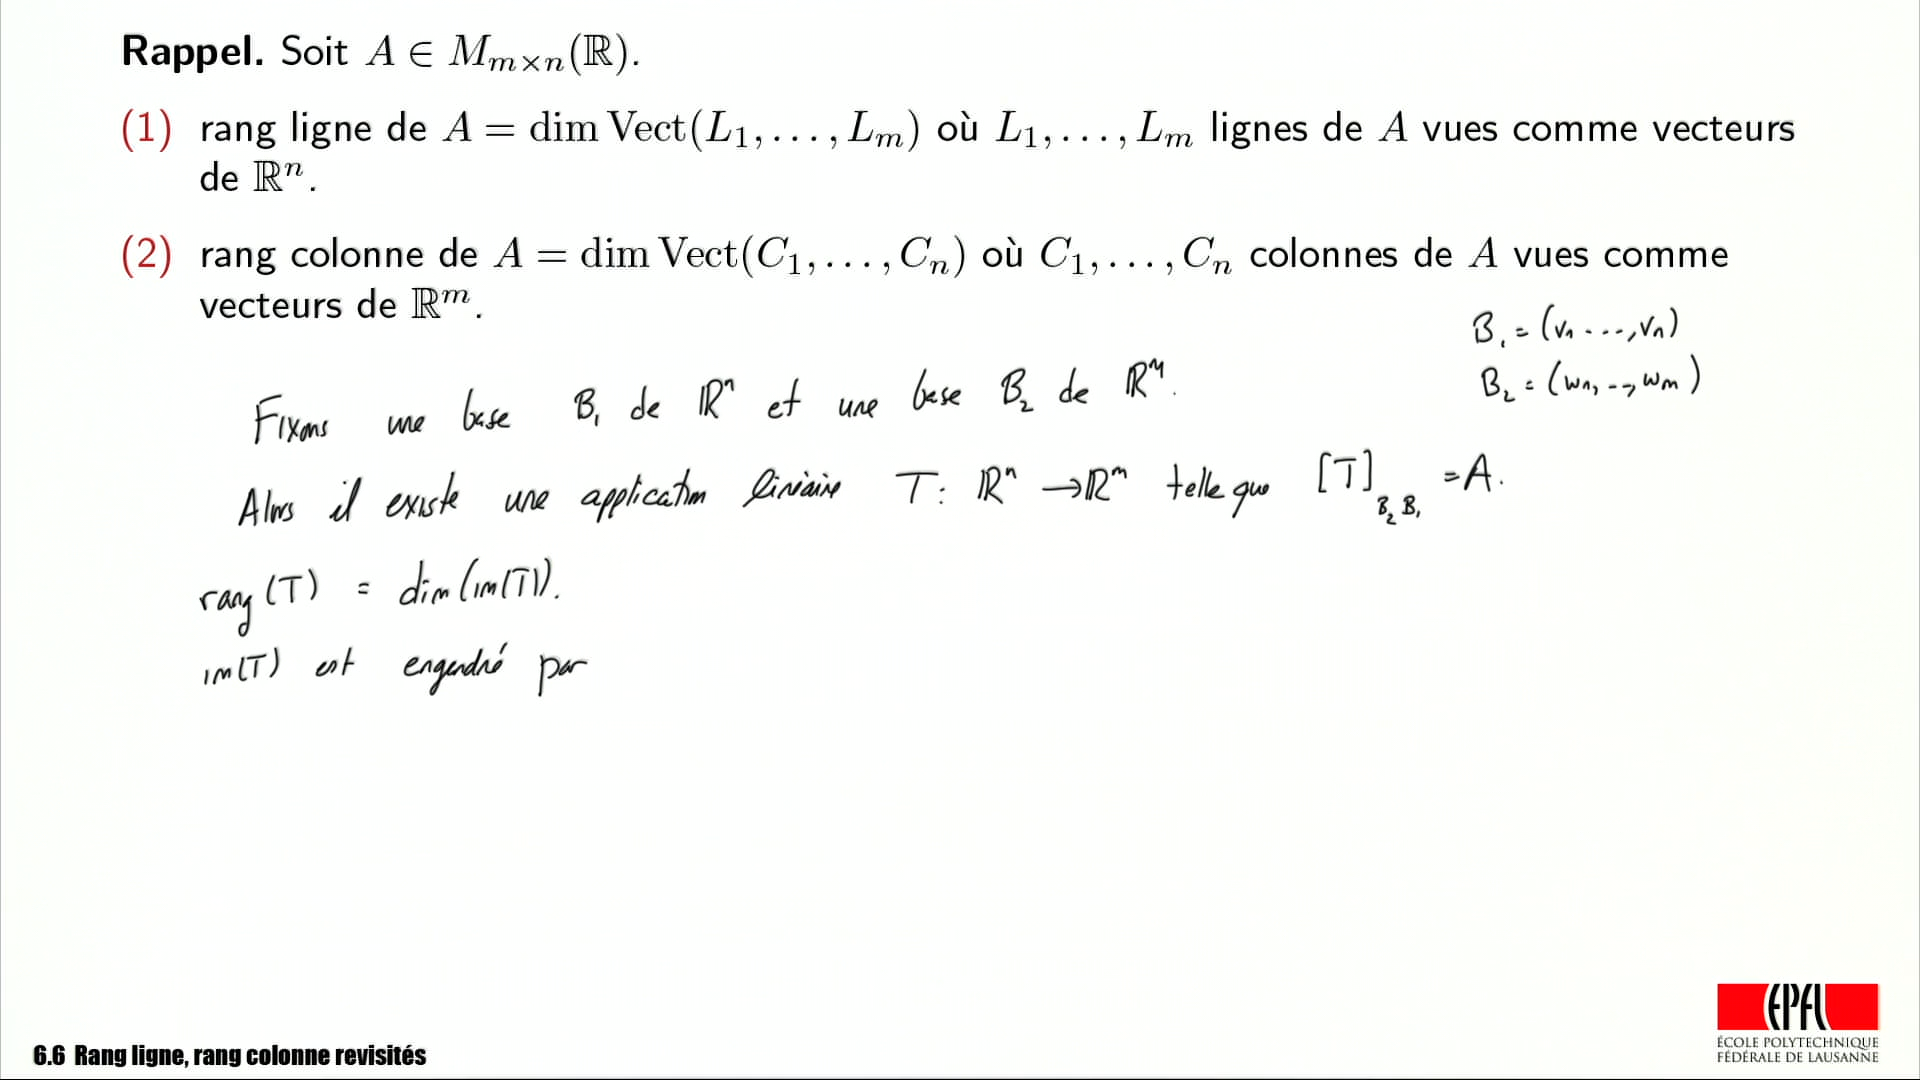 Rappel. Soit A ∈ M_{m×n}(ℝ).
(1) rang ligne de A = dim Vect(L_1, ..., L_m) où L_1, ..., L_m lignes de A vues comme vecteurs
de ℝ^n.
(2) rang colonne de A = dim Vect(C_1, ..., C_n) où C_1, ..., C_n colonnes de A vues comme
vecteurs de ℝ^m.
B_1 = (v_1 ..., v_n)
B_2 = (w_1, .., w_m)
Fixons une base B_1 de ℝ^n et une base B_2 de ℝ^m.
Alors il existe une application linéaire T: ℝ^n → ℝ^m telle que [T]_{B_2 B_1} = A.
rang (T) = dim (im(T)).
im(T) est engendré par
EPFL
ÉCOLE POLYTECHNIQUE
FÉDÉRALE DE LAUSANNE
6.6 Rang ligne, rang colonne revisités